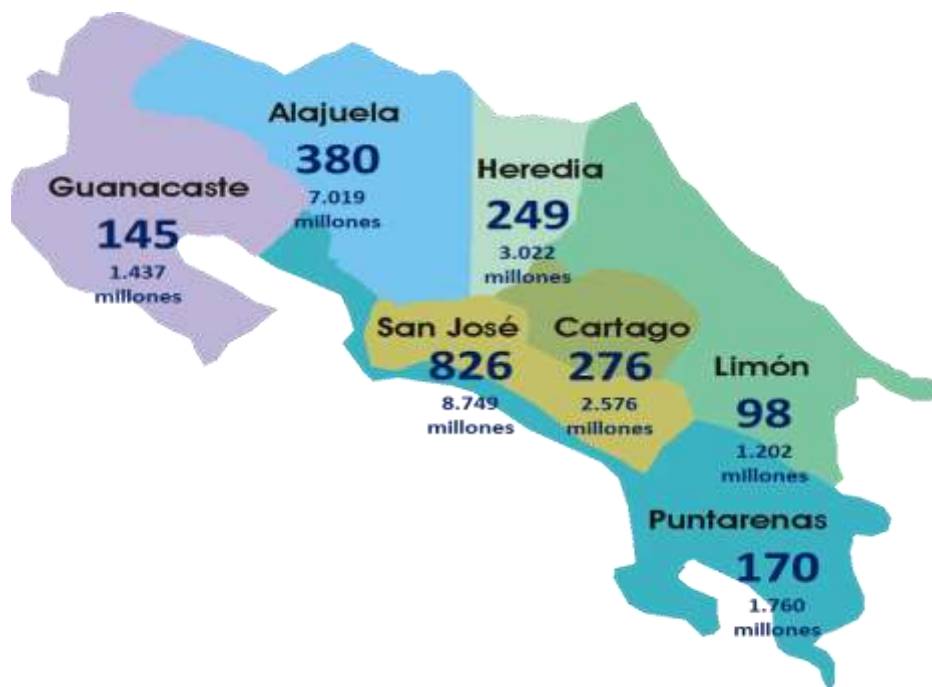 Alajuela
380
7.019
millones
Heredia
249
3.022
millones
Guanacaste
145
1.437
millones
San José
826
8.749
millones
Cartago
276
2.576
millones
Limón
98
1.202
millones
Puntarenas
170
1.760
millones